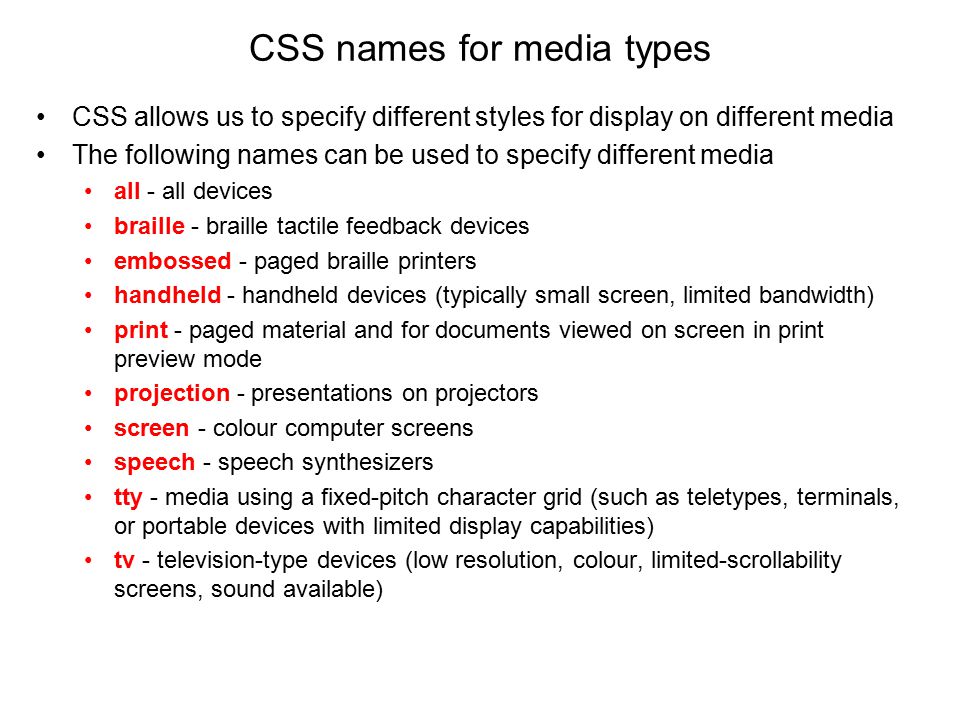 CSS names for media types
• CSS allows us to specify different styles for display on different media
• The following names can be used to specify different media
• all - all devices
• braille - braille tactile feedback devices
• embossed - paged braille printers
• handheld - handheld devices (typically small screen, limited bandwidth)
• print - paged material and for documents viewed on screen in print
preview mode
• projection - presentations on projectors
• screen - colour computer screens
• speech - speech synthesizers
• tty - media using a fixed-pitch character grid (such as teletypes, terminals,
or portable devices with limited display capabilities)
• tv - television-type devices (low resolution, colour, limited-scrollability
screens, sound available)